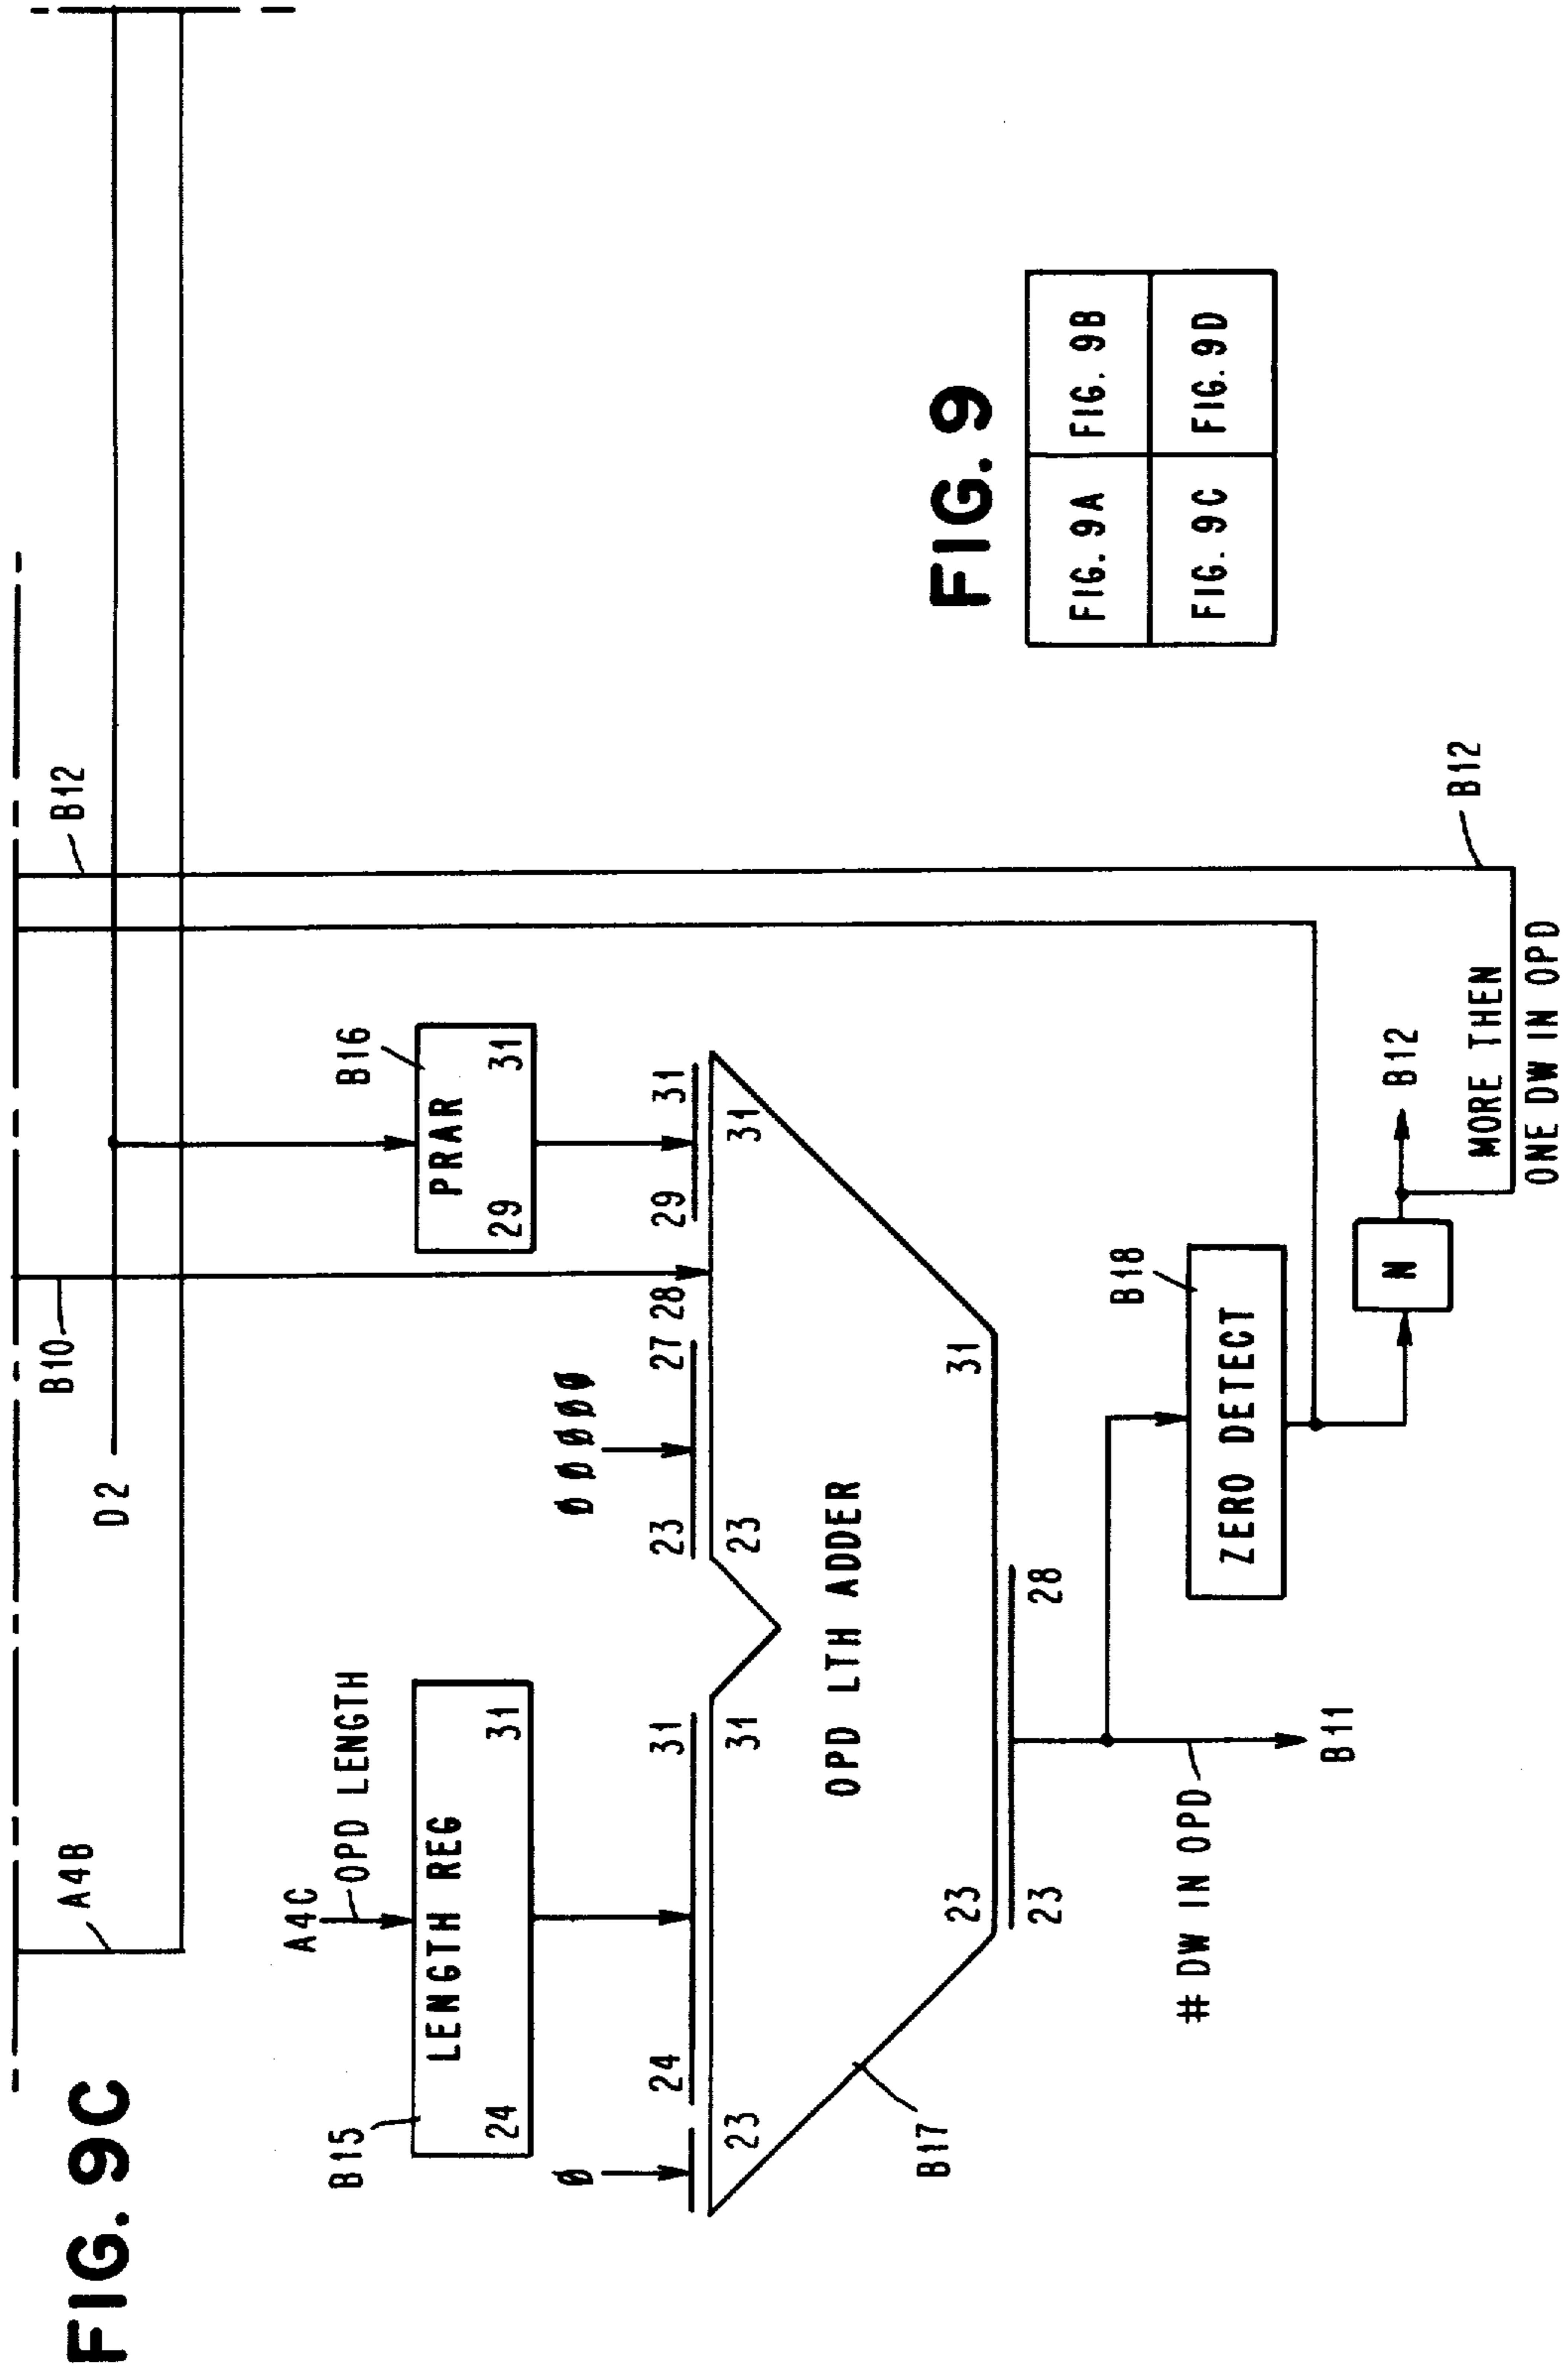 FIG. 9C
A4B
B10
B12
D2
A4C
OPD LENGTH
B15
LENGTH REG
24 31
B16
PRAR
29 31
Ø
24 31
ØØØØØ
23 27
28
29 31
23 31
23 31
OPD LTH ADDER
B17
23 31
23 28
# DW IN OPD
B11
B18
ZERO DETECT
N
B12
MORE THEN
ONE DW IN OPD
B12
FIG. 9
FIG. 9A FIG. 9B
FIG. 9C FIG. 9D